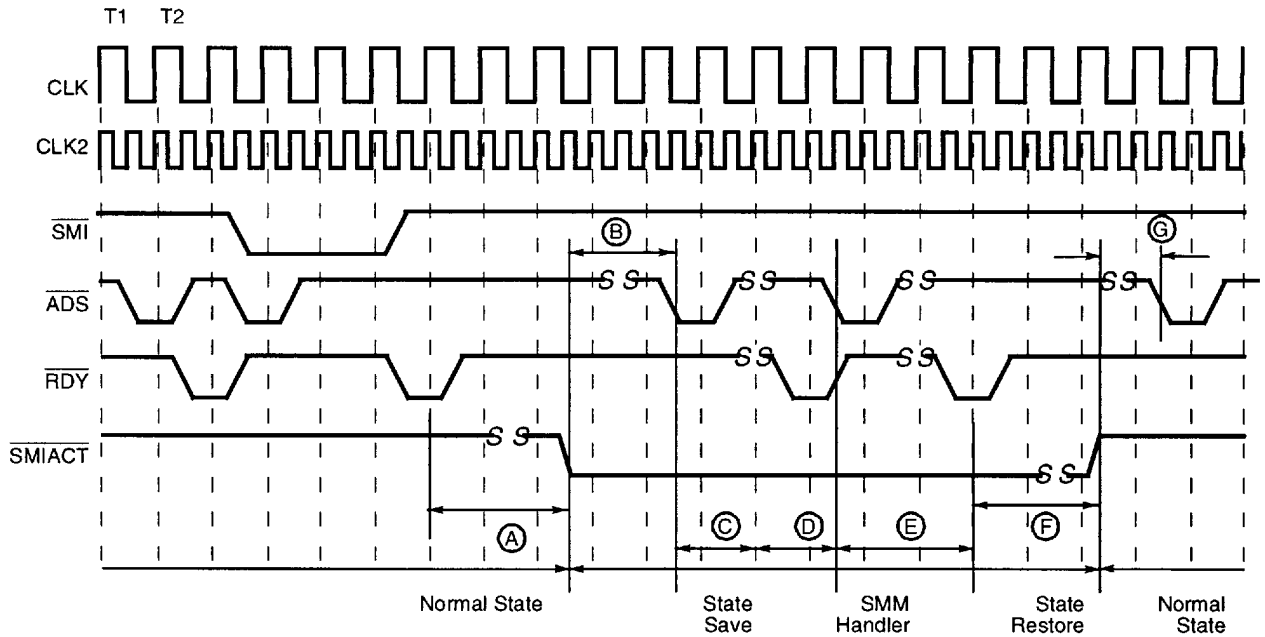 T1 T2
CLK
CLK2
SMI
B
G
ADS
S S S S S S S S
RDY
S S S S
S S
SMIACT
S S
A
C D E F
Normal State State Save SMM Handler State Restore Normal State